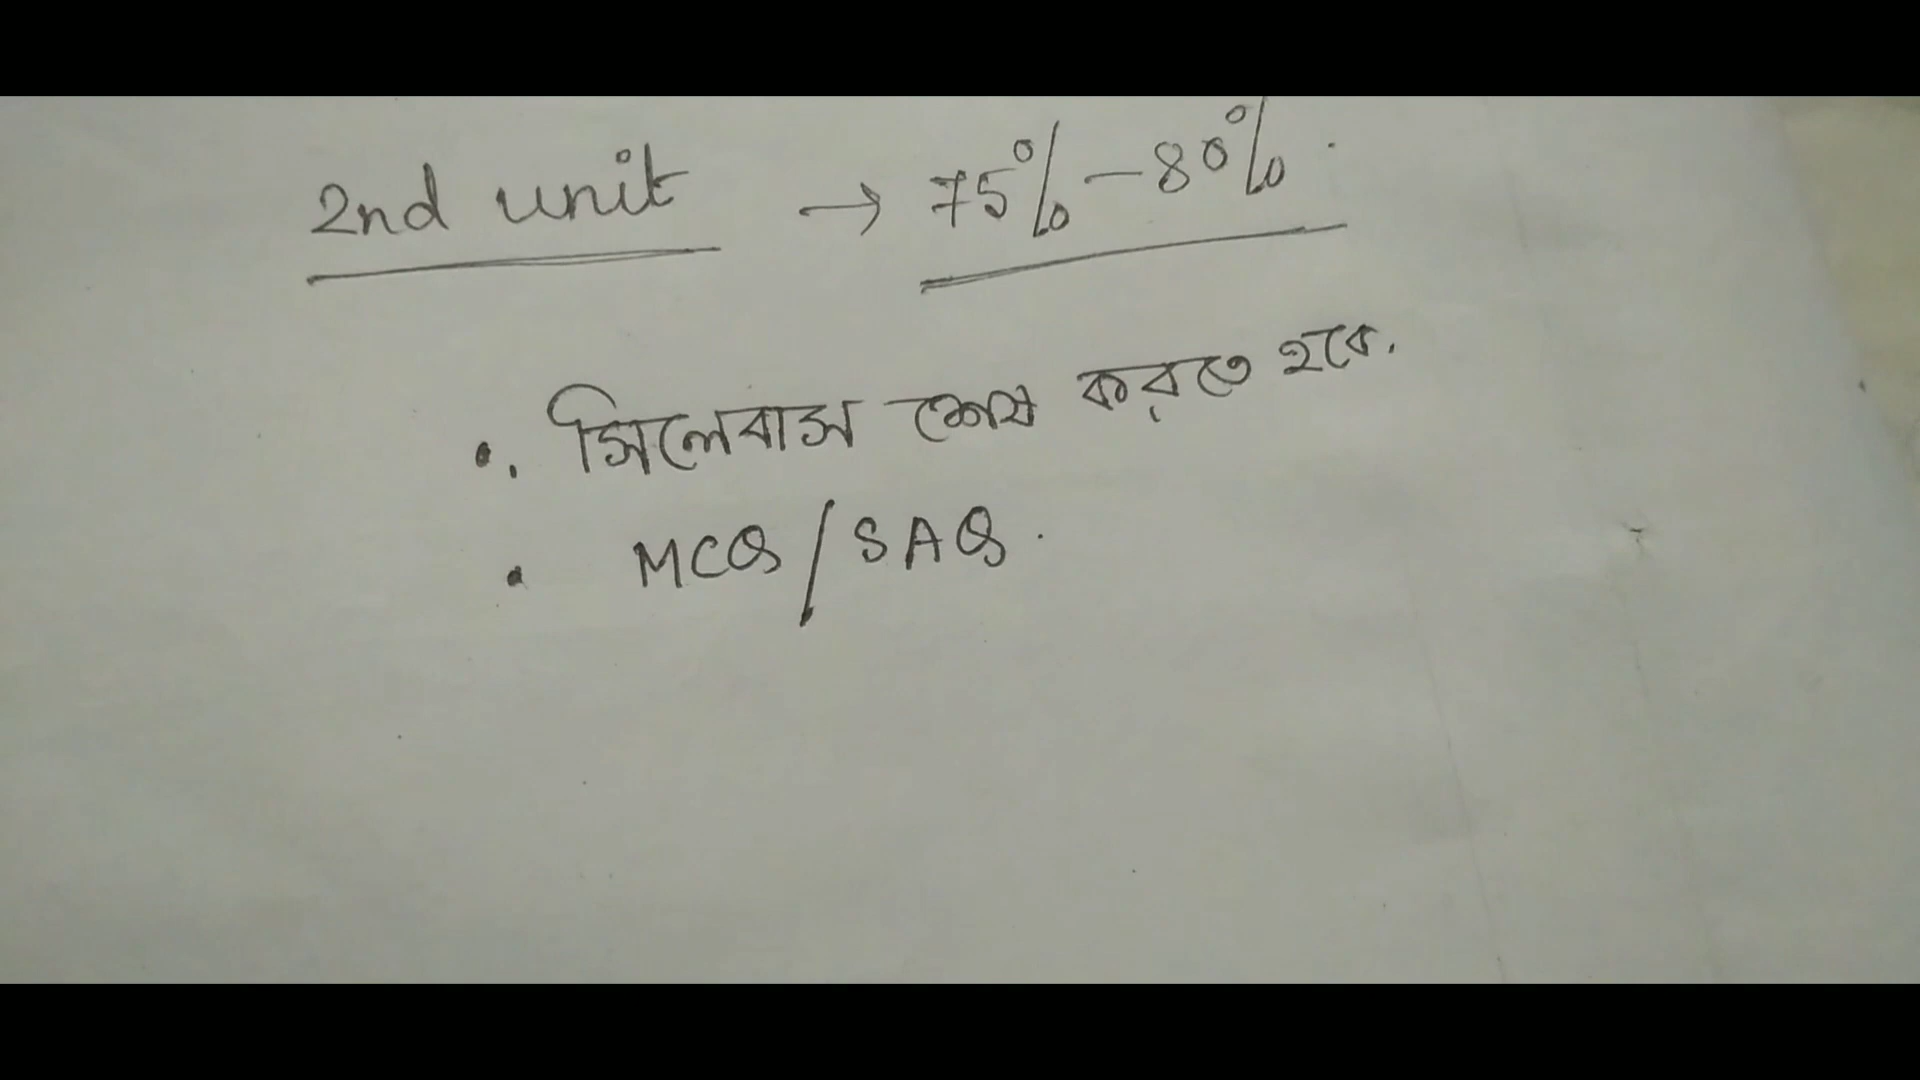 2nd unit → 75% - 80%.
• সিলেবাস শেষ করতে হবে.
• MCQ/SAQ.